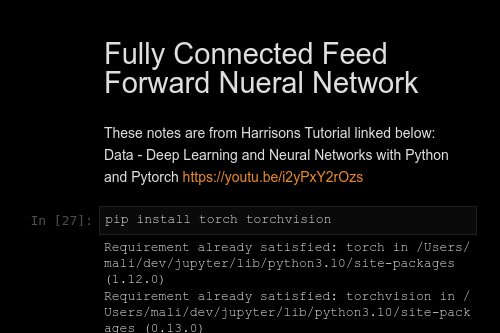 Fully Connected Feed
Forward Nueral Network
These notes are from Harrisons Tutorial linked below:
Data - Deep Learning and Neural Networks with Python
and Pytorch https://youtu.be/i2yPxY2rOzs
In [27]: pip install torch torchvision
Requirement already satisfied: torch in /Users/
mali/dev/jupyter/lib/python3.10/site-packages
(1.12.0)
Requirement already satisfied: torchvision in /
Users/mali/dev/jupyter/lib/python3.10/site-pack
ages (0.13.0)